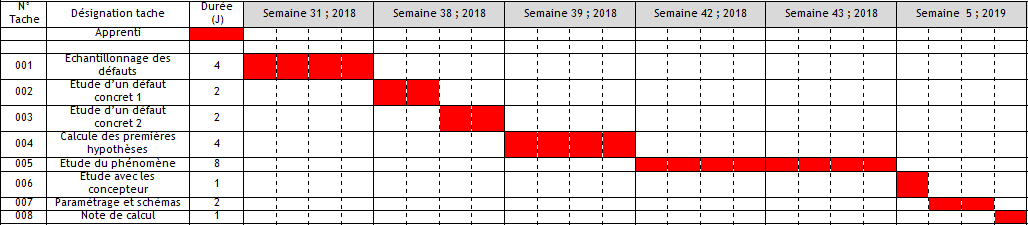 N° Tache Désignation tache Durée (J) Semaine 31 ; 2018 Semaine 38 ; 2018 Semaine 39 ; 2018 Semaine 42 ; 2018 Semaine 43 ; 2018 Semaine 5 ; 2019
Apprenti
001 Echantillonnage des défauts 4
002 Etude d'un défaut concret 1 2
003 Etude d'un défaut concret 2 2
004 Calcule des premières hypothèses 4
005 Etude du phénomène 8
006 Etude avec les concepteur 1
007 Paramétrage et schémas 2
008 Note de calcul 1